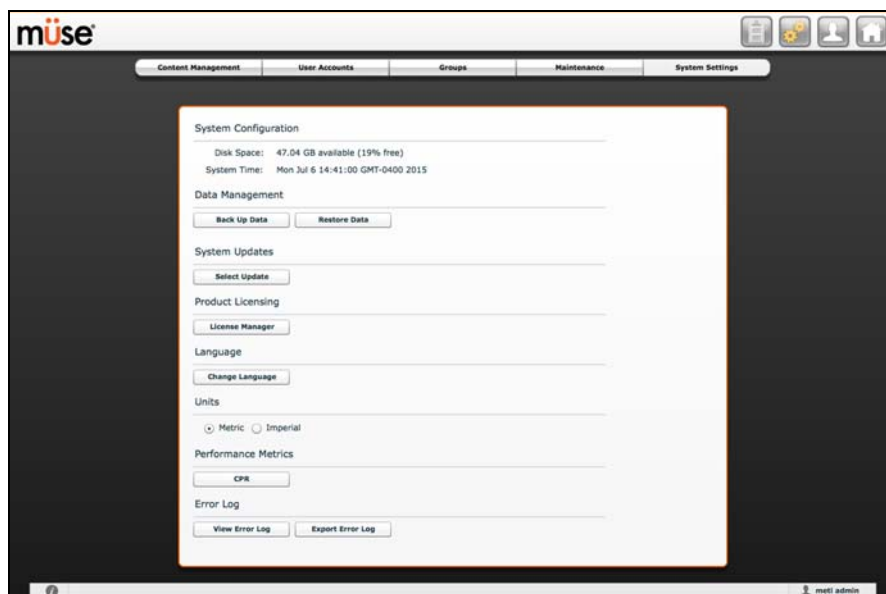 müse
Content Management User Accounts Groups Maintenance System Settings
System Configuration
Disk Space: 47.04 GB available (19% free)
System Time: Mon Jul 6 14:41:00 GMT-0400 2015
Data Management
Back Up Data Restore Data
System Updates
Select Update
Product Licensing
License Manager
Language
Change Language
Units
Metric Imperial
Performance Metrics
CPR
Error Log
View Error Log Export Error Log
meti admin